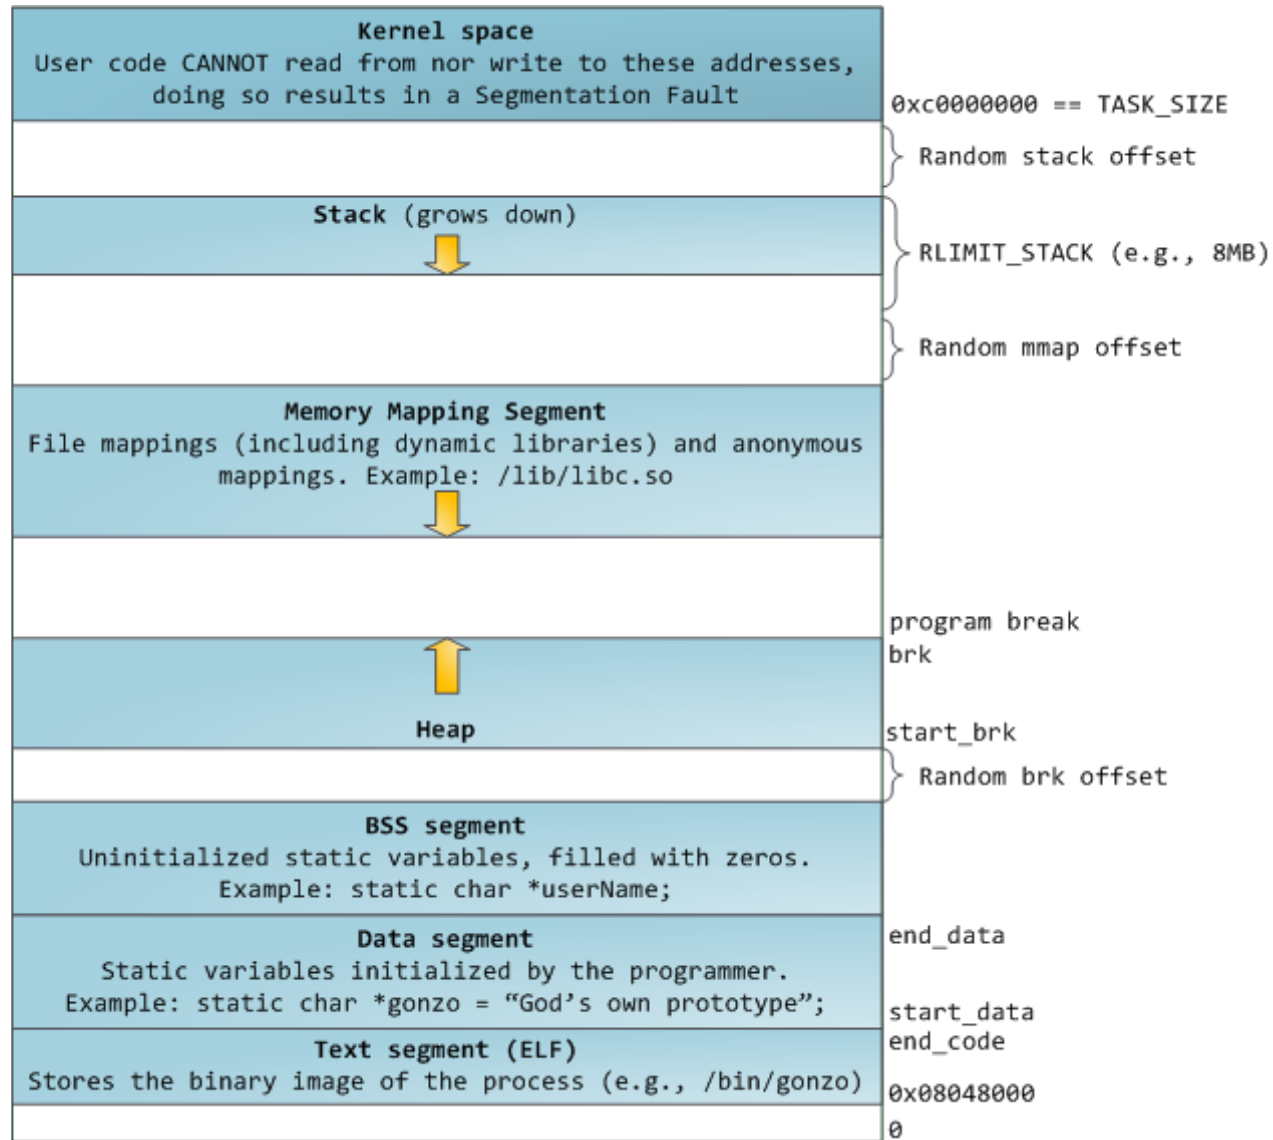 Kernel space
User code CANNOT read from nor write to these addresses,
doing so results in a Segmentation Fault
0xc0000000 == TASK_SIZE
Random stack offset
Stack (grows down)
RLIMIT_STACK (e.g., 8MB)
Random mmap offset
Memory Mapping Segment
File mappings (including dynamic libraries) and anonymous
mappings. Example: /lib/libc.so
program break
brk
Heap
start_brk
Random brk offset
BSS segment
Uninitialized static variables, filled with zeros.
Example: static char *userName;
end_data
Data segment
Static variables initialized by the programmer.
Example: static char *gonzo = “God’s own prototype”;
start_data
end_code
Text segment (ELF)
Stores the binary image of the process (e.g., /bin/gonzo)
0x08048000
0